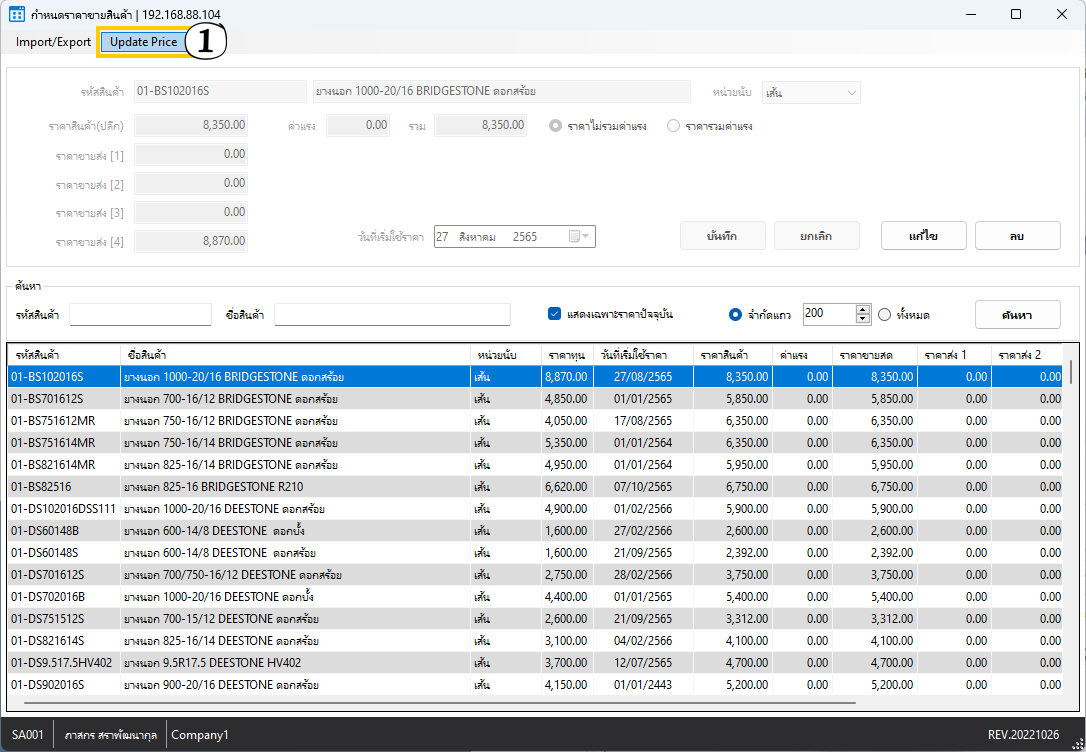 กำหนดราคาขายสินค้า | 192.168.88.104
Import/Export Update Price 1
รหัสสินค้า 01-BS102016S ยางนอก 1000-20/16 BRIDGESTONE ดอกสร้อย หน่วยนับ เส้น
ราคาสินค้า(ปลีก) 8,350.00 ค่าแรง 0.00 รวม 8,350.00 ราคาไม่รวมค่าแรง ราคารวมค่าแรง
ราคาขายส่ง [1] 0.00
ราคาขายส่ง [2] 0.00
ราคาขายส่ง [3] 0.00
ราคาขายส่ง [4] 8,870.00 วันที่เริ่มใช้ราคา 27 สิงหาคม 2565 บันทึก ยกเลิก แก้ไข ลบ
ค้นหา
รหัสสินค้า ชื่อสินค้า แสดงเฉพาะราคาปัจจุบัน จำกัดแถว 200 ทั้งหมด ค้นหา
รหัสสินค้า ชื่อสินค้า หน่วยนับ ราคาทุน วันที่เริ่มใช้ราคา ราคาสินค้า ค่าแรง ราคาขายสด ราคาส่ง 1 ราคาส่ง 2
01-BS102016S ยางนอก 1000-20/16 BRIDGESTONE ดอกสร้อย เส้น 8,870.00 27/08/2565 8,350.00 0.00 8,350.00 0.00 0.00
01-BS701612S ยางนอก 700-16/12 BRIDGESTONE ดอกสร้อย เส้น 4,850.00 01/01/2565 5,850.00 0.00 5,850.00 0.00 0.00
01-BS751612MR ยางนอก 750-16/12 BRIDGESTONE ดอกสร้อย เส้น 4,050.00 17/08/2565 6,350.00 0.00 6,350.00 0.00 0.00
01-BS751614MR ยางนอก 750-16/14 BRIDGESTONE ดอกสร้อย เส้น 5,350.00 01/01/2564 6,350.00 0.00 6,350.00 0.00 0.00
01-BS821614MR ยางนอก 825-16/14 BRIDGESTONE ดอกสร้อย เส้น 4,950.00 01/01/2564 5,950.00 0.00 5,950.00 0.00 0.00
01-BS82516 ยางนอก 825-16 BRIDGESTONE R210 เส้น 6,620.00 07/10/2565 6,750.00 0.00 6,750.00 0.00 0.00
01-DS102016DSS111 ยางนอก 1000-20/16 DEESTONE ดอกสร้อย เส้น 4,900.00 01/02/2566 5,900.00 0.00 5,900.00 0.00 0.00
01-DS60148B ยางนอก 600-14/8 DEESTONE ดอกบั้ง เส้น 1,600.00 27/02/2566 2,600.00 0.00 2,600.00 0.00 0.00
01-DS60148S ยางนอก 600-14/8 DEESTONE ดอกสร้อย เส้น 1,600.00 21/09/2565 2,392.00 0.00 2,392.00 0.00 0.00
01-DS701612S ยางนอก 700/750-16/12 DEESTONE ดอกสร้อย เส้น 2,750.00 28/02/2566 3,750.00 0.00 3,750.00 0.00 0.00
01-DS702016B ยางนอก 1000-20/16 DEESTONE ดอกบั้ง เส้น 4,400.00 01/01/2565 5,400.00 0.00 5,400.00 0.00 0.00
01-DS751512S ยางนอก 700-15/12 DEESTONE ดอกสร้อย เส้น 2,600.00 21/09/2565 3,312.00 0.00 3,312.00 0.00 0.00
01-DS821614S ยางนอก 825-16/14 DEESTONE ดอกสร้อย เส้น 3,100.00 04/02/2566 4,100.00 0.00 4,100.00 0.00 0.00
01-DS9.517.5HV402 ยางนอก 9.5R17.5 DEESTONE HV402 เส้น 3,700.00 12/07/2565 4,700.00 0.00 4,700.00 0.00 0.00
01-DS902016S ยางนอก 900-20/16 DEESTONE ดอกสร้อย เส้น 4,150.00 01/01/2443 5,200.00 0.00 5,200.00 0.00 0.00
SA001 ภาสกร สราพัฒนากุล Company1 REV.20221026